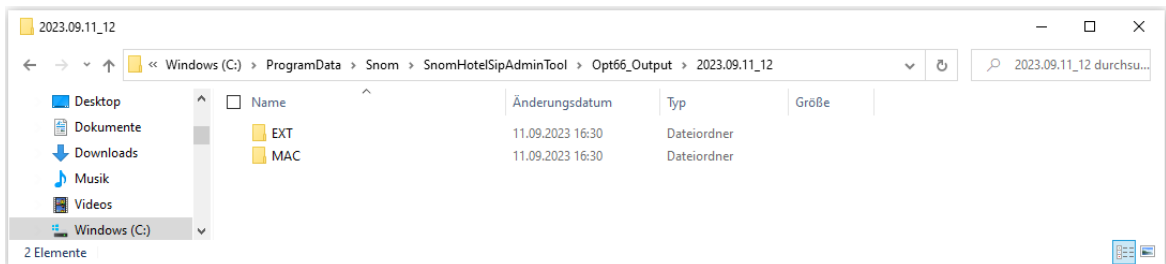 2023.09.11_12
« Windows (C:) > ProgramData > Snom > SnomHotelSipAdminTool > Opt66_Output > 2023.09.11_12
2023.09.11_12 durchsu...
Desktop
Dokumente
Downloads
Musik
Videos
Windows (C:)
Name Änderungsdatum Typ Größe
EXT 11.09.2023 16:30 Dateiordner
MAC 11.09.2023 16:30 Dateiordner
2 Elemente